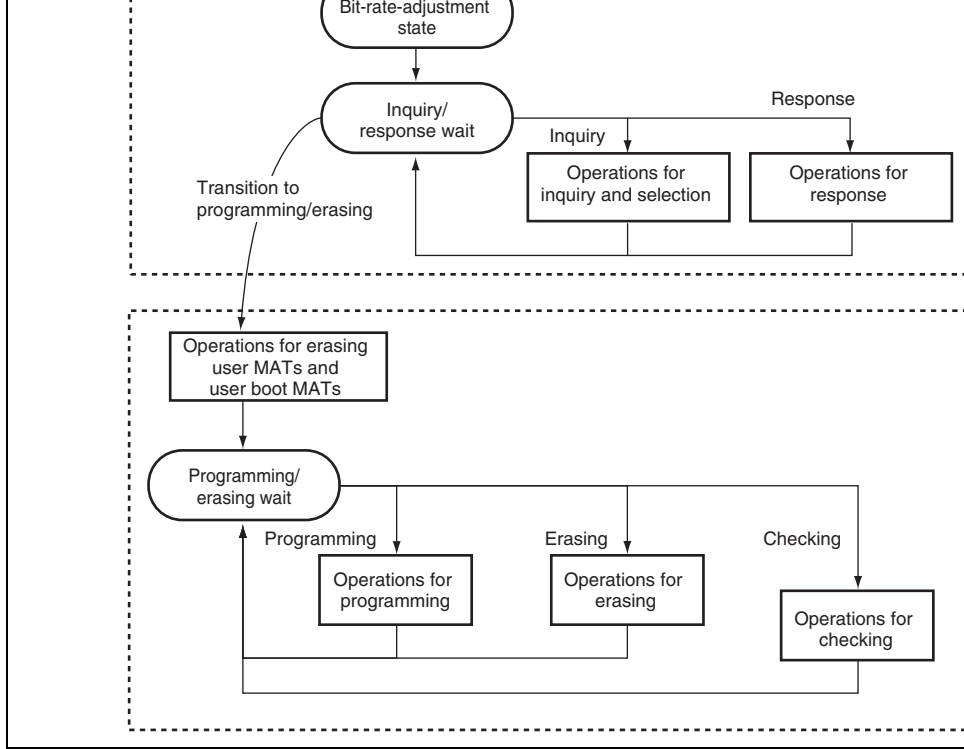 Bit-rate-adjustment
state
Inquiry/
response wait
Response
Inquiry
Operations for
inquiry and selection
Operations for
response
Transition to
programming/erasing
Operations for erasing
user MATs and
user boot MATs
Programming/
erasing wait
Programming
Erasing
Checking
Operations for
programming
Operations for
erasing
Operations for
checking